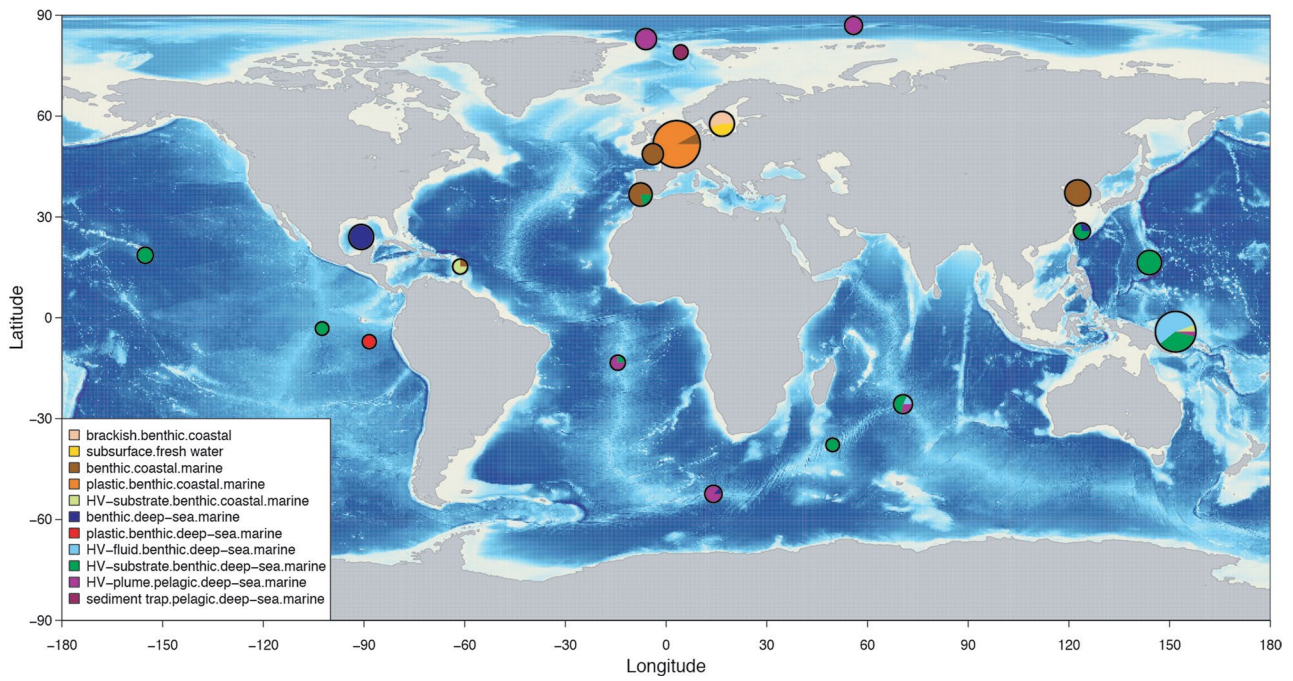 90
60
30
0
−30
−60
−90
Latitude
brackish.benthic.coastal
subsurface.fresh water
benthic.coastal.marine
plastic.benthic.coastal.marine
HV−substrate.benthic.coastal.marine
benthic.deep−sea.marine
plastic.benthic.deep−sea.marine
HV−fluid.benthic.deep−sea.marine
HV−substrate.benthic.deep−sea.marine
HV−plume.pelagic.deep−sea.marine
sediment trap.pelagic.deep−sea.marine
−180 −150 −120 −90 −60 −30 0 30 60 90 120 150 180
Longitude